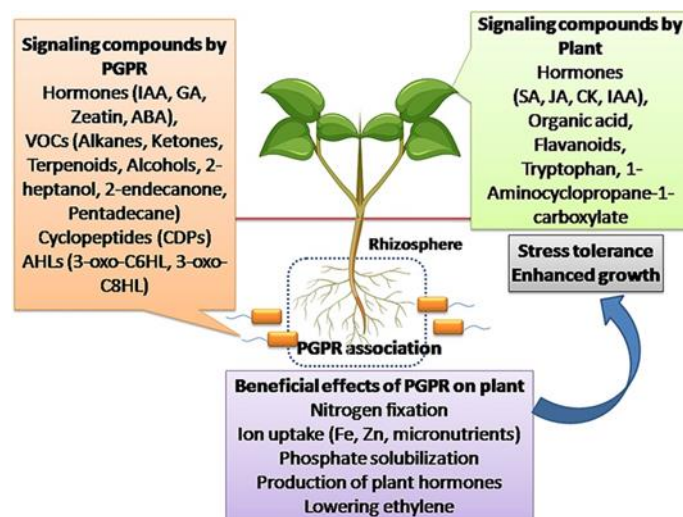 Signaling compounds by
PGPR
Hormones (IAA, GA,
Zeatin, ABA),
VOCs (Alkanes, Ketones,
Terpenoids, Alcohols, 2-
heptanol, 2-endecanone,
Pentadecane)
Cyclopeptides (CDPs)
AHLs (3-oxo-C6HL, 3-oxo-
C8HL)
Signaling compounds by
Plant
Hormones
(SA, JA, CK, IAA),
Organic acid,
Flavanoids,
Tryptophan, 1-
Aminocyclopropane-1-
carboxylate
Rhizosphere
Stress tolerance
Enhanced growth
PGPR association
Beneficial effects of PGPR on plant
Nitrogen fixation
Ion uptake (Fe, Zn, micronutrients)
Phosphate solubilization
Production of plant hormones
Lowering ethylene